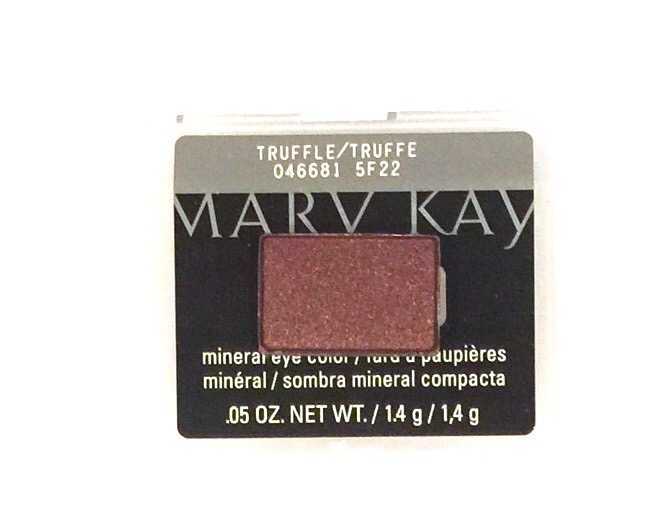 TRUFFLE/TRUFFE
046681 5F22
MARY KAY
mineral eye color / fard à paupières
minéral / sombra mineral compacta
.05 OZ. NET WT. / 1.4 g / 1,4 g